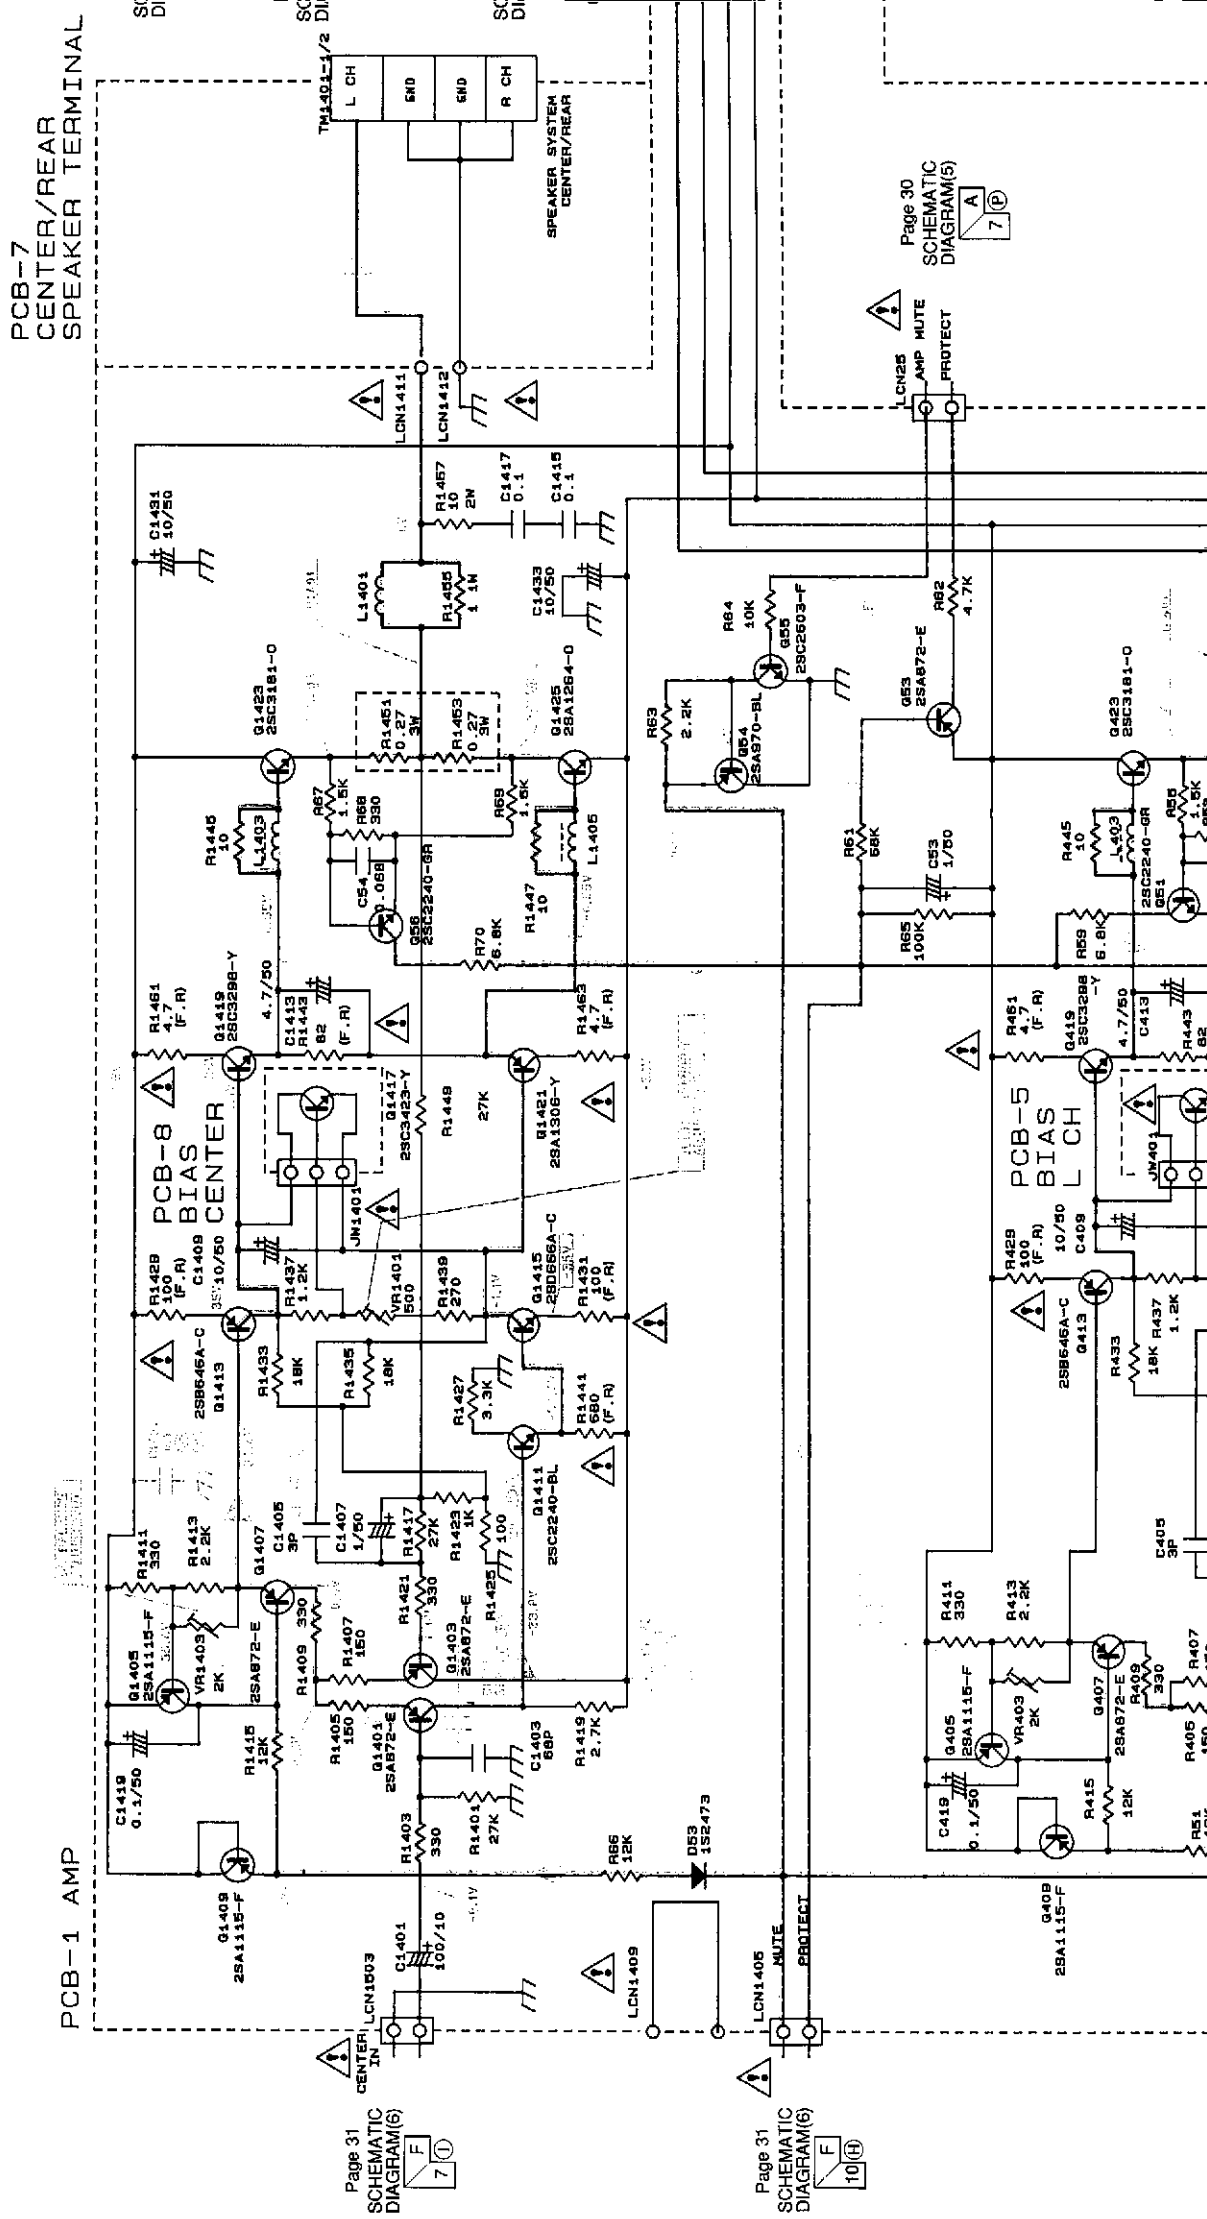 PCB-7
CENTER/REAR
SPEAKER TERMINAL
TM1401-1/2
L CH
GND
GND
R CH
SPEAKER SYSTEM
CENTER/REAR
LCN1411
LCN1412
Page 30
SCHEMATIC
DIAGRAM(5)
A
7
P
LCN25
AMP MUTE
PROTECT
C1431
10/50
R1457
10
2W
C1417
0.1
C1415
0.1
L1401
R1455
1 1W
C1433
10/50
Q1423
2SC3181-O
R1451
0.27
3W
R1453
0.27
3W
Q1425
2SA1264-O
R1445
10
L1403
R67
1.5K
R68
330
C54
0.068
Q56
2SC2240-GR
R69
1.5K
R1447
10
L1405
R70
6.8K
R64
10K
Q55
2SC2603-F
R63
2.2K
Q54
2SA970-BL
Q53
2SA872-E
R62
4.7K
R61
68K
C53
1/50
R65
100K
Q423
2SC3181-O
R445
10
L403
2SC2240-GR
Q51
R55
1.5K
R59
6.8K
R1461
4.7
(F.R)
Q1419
2SC3298-Y
4.7/50
C1413
R1443
82
(F.R)
R1463
4.7
(F.R)
PCB-8
BIAS
CENTER
Q1417
2SC3423-Y
JW1401
R1449
27K
Q1421
2SA1306-Y
R451
4.7
(F.R)
Q419
2SC3298
-Y
4.7/50
C413
R443
82
PCB-5
BIAS
L CH
JW401
R1429
100
(F.R)
C1409
10/50
R1437
1.2K
VR1401
500
R1439
270
Q1415
2SD666A-C
R1431
100
(F.R)
2SB646A-C
Q1413
R1433
18K
R1435
18K
R1427
3.3K
R1441
680
(F.R)
Q1411
2SC2240-BL
R429
100
(F.R)
10/50
C409
2SB646A-C
Q413
R433
18K
R437
1.2K
R1411
330
R1413
2.2K
Q1407
C1405
3P
C1407
1/50
R1417
27K
R1423
1K
100
R1425
R1421
330
Q1405
2SA1115-F
VR1403
2K
2SA872-E
R1409
330
R1407
150
Q1403
2SA872-E
C1419
0.1/50
R1415
12K
R1405
150
Q1401
2SA872-E
C1403
68P
R1419
2.7K
PCB-1 AMP
Q1409
2SA1115-F
R1403
330
R1401
27K
R66
12K
D53
1S2473
C1401
100/10
LCN1503
CENTER
IN
LCN1409
LCN1405
MUTE
PROTECT
Page 31
SCHEMATIC
DIAGRAM(6)
F
7
I
Page 31
SCHEMATIC
DIAGRAM(6)
F
10
H
C405
3P
R411
330
R413
2.2K
Q405
2SA1115-F
VR403
2K
Q407
2SA872-E
R409
330
R407
R405
150
C419
0.1/50
R415
12K
R51
Q409
2SA1115-F